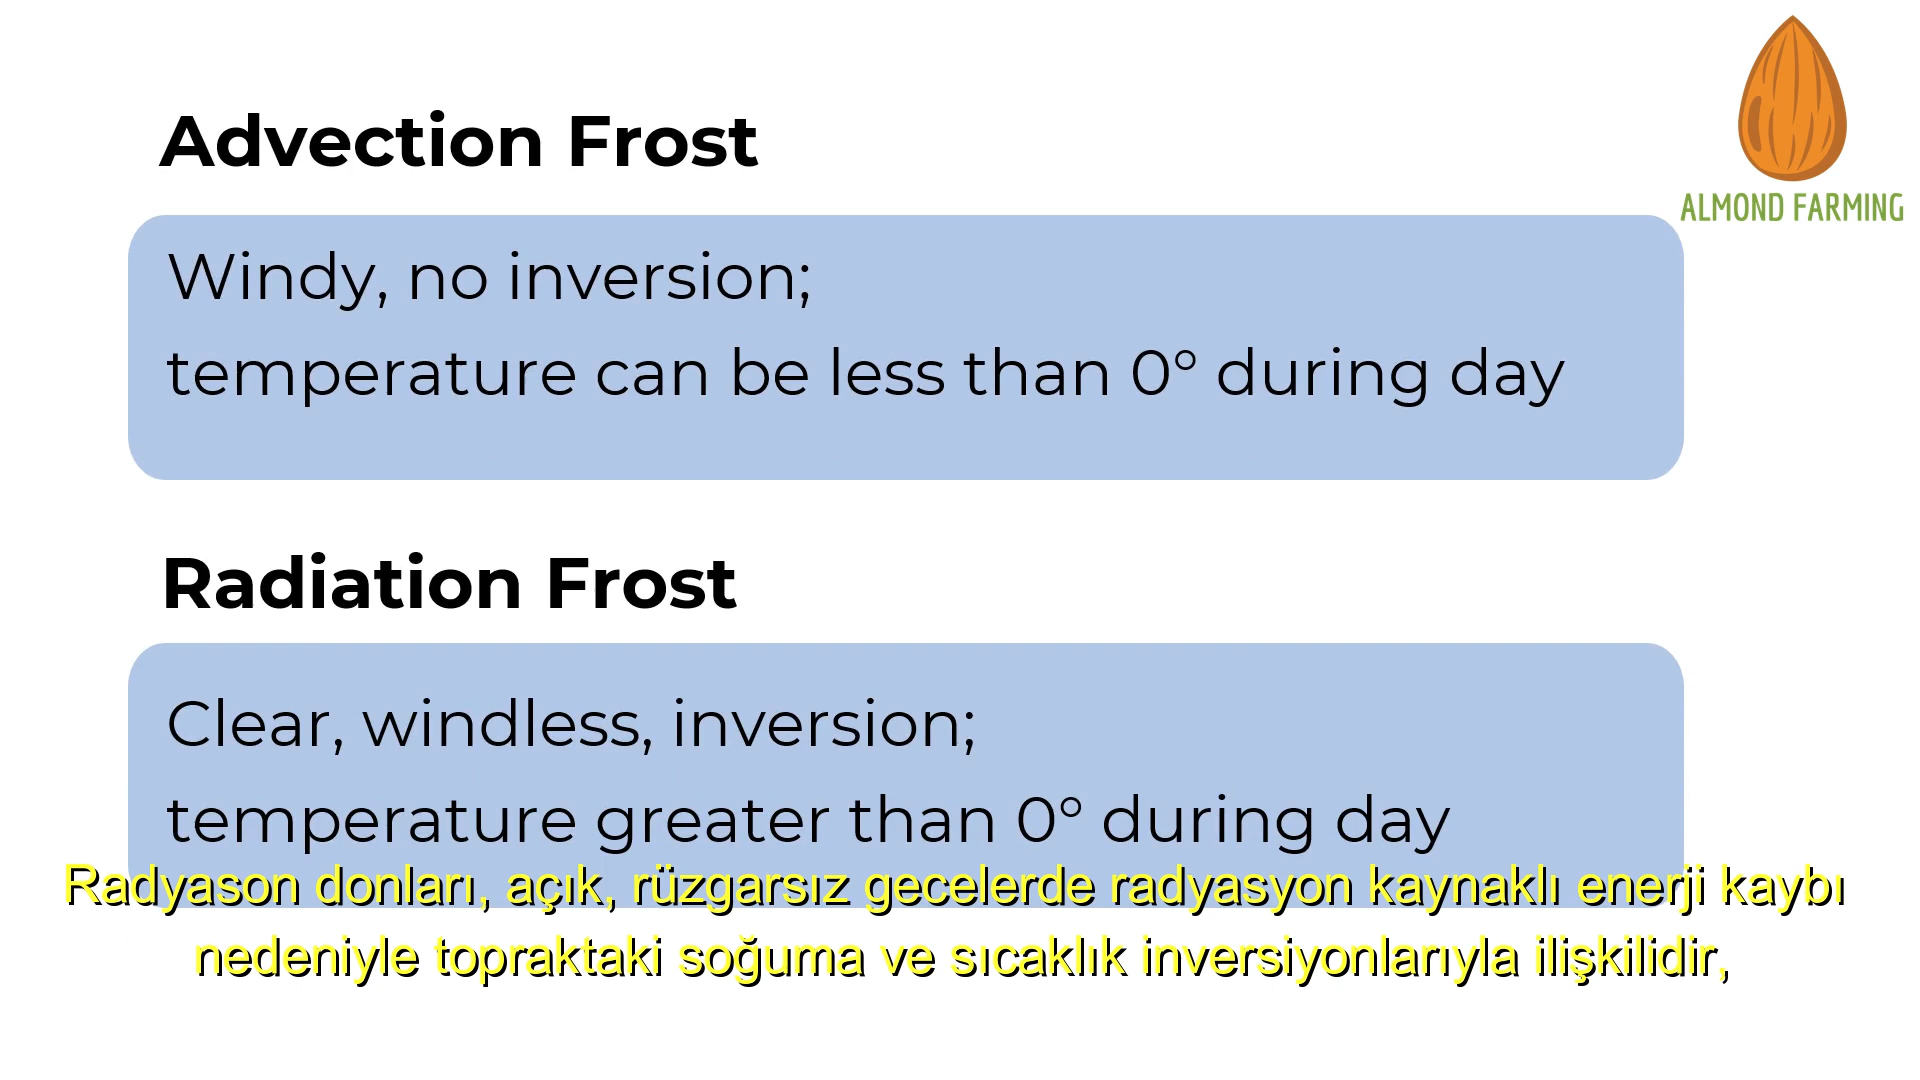 ALMOND FARMING
Advection Frost
Windy, no inversion;
temperature can be less than 0° during day
Radiation Frost
Clear, windless, inversion;
temperature greater than 0° during day
Radyason donları, açık, rüzgarsız gecelerde radyasyon kaynaklı enerji kaybı
nedeniyle topraktaki soğuma ve sıcaklık inversiyonlarıyla ilişkilidir,